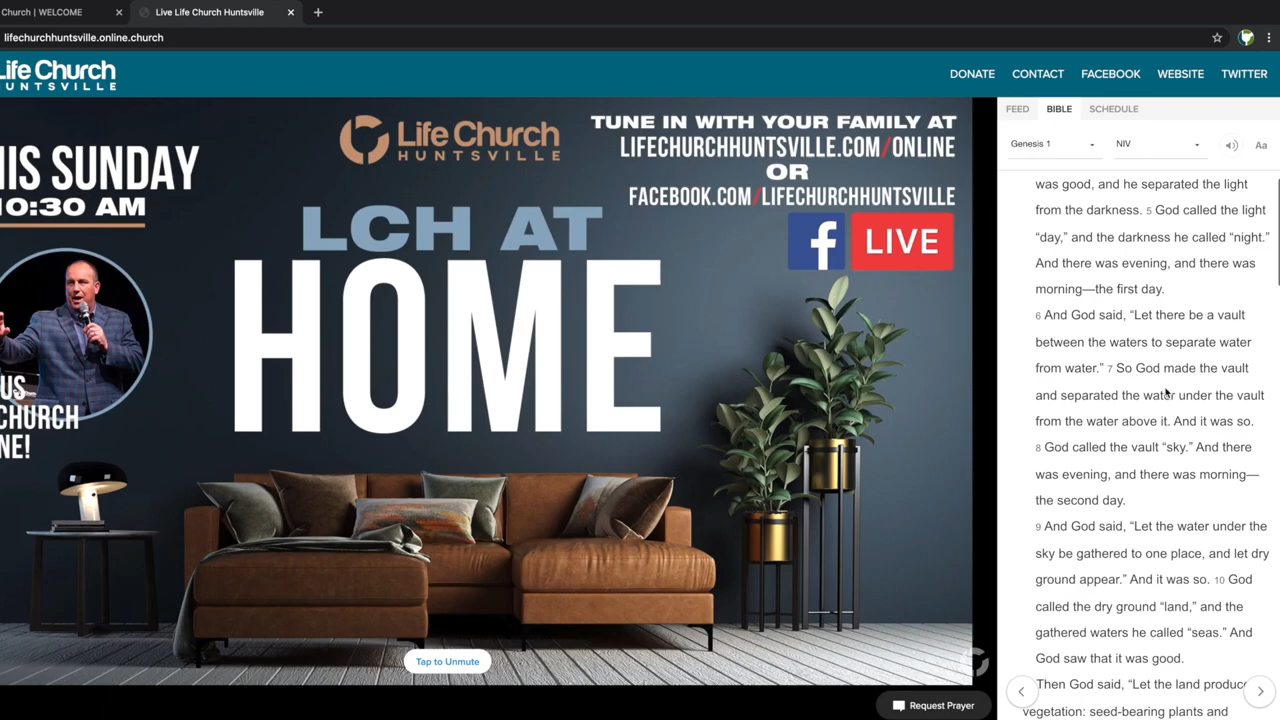 Church | WELCOME
Live Life Church Huntsville
lifechurchhuntsville.online.church
Life Church
HUNTSVILLE
DONATE
CONTACT
FACEBOOK
WEBSITE
TWITTER
HIS SUNDAY
10:30 AM
US
CHURCH
NE!
Life Church
HUNTSVILLE
LCH AT
HOME
TUNE IN WITH YOUR FAMILY AT
LIFECHURCHHUNTSVILLE.COM/ONLINE
OR
FACEBOOK.COM/LIFECHURCHHUNTSVILLE
f LIVE
Tap to Unmute
Request Prayer
FEED
BIBLE
SCHEDULE
Genesis 1
NIV
Aa
was good, and he separated the light
from the darkness. 5 God called the light
“day,” and the darkness he called “night.”
And there was evening, and there was
morning—the first day.
6 And God said, “Let there be a vault
between the waters to separate water
from water.” 7 So God made the vault
and separated the water under the vault
from the water above it. And it was so.
8 God called the vault “sky.” And there
was evening, and there was morning—
the second day.
9 And God said, “Let the water under the
sky be gathered to one place, and let dry
ground appear.” And it was so. 10 God
called the dry ground “land,” and the
gathered waters he called “seas.” And
God saw that it was good.
Then God said, “Let the land produce
vegetation: seed-bearing plants and